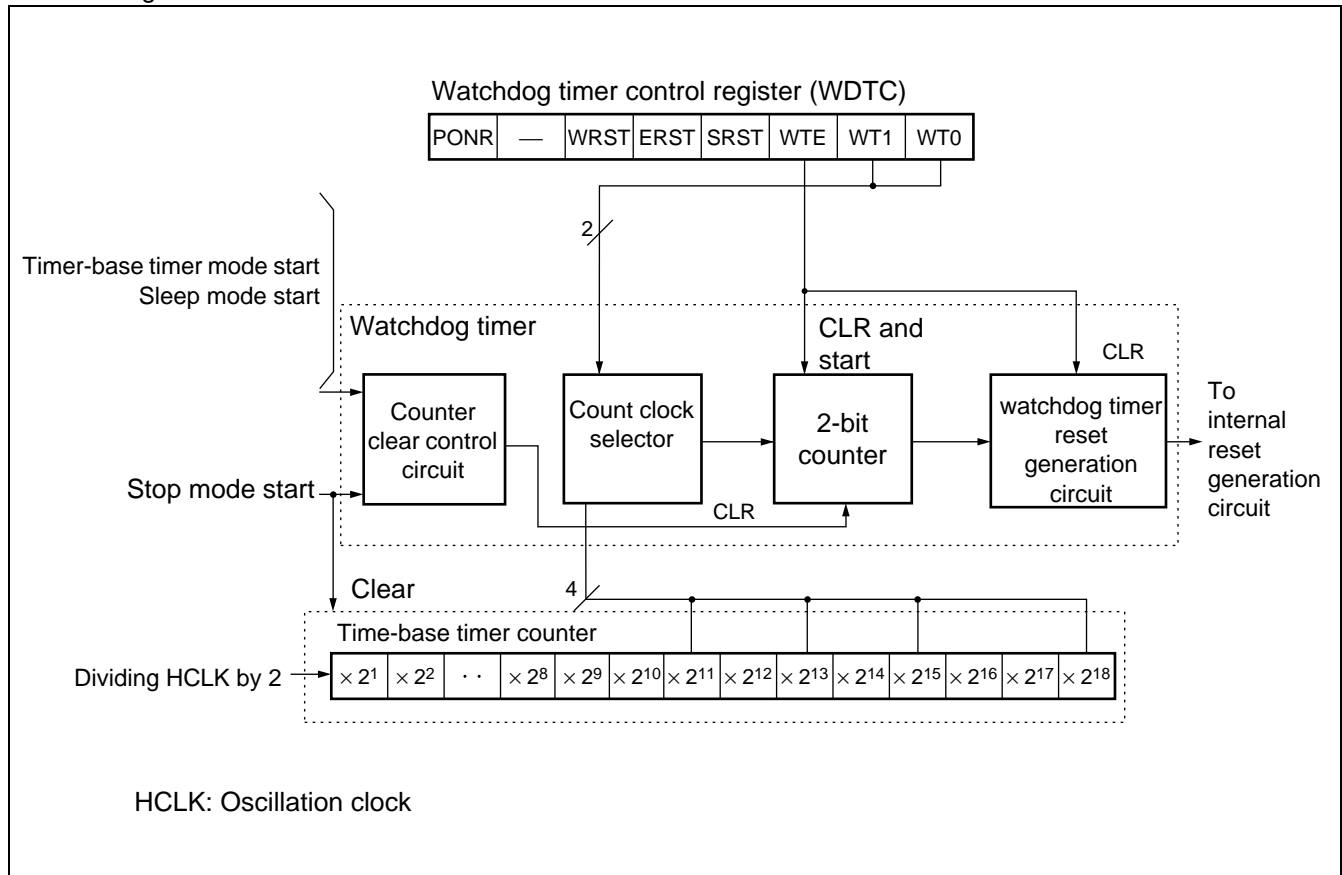 Watchdog timer control register (WDTC)
PONR — WRST ERST SRST WTE WT1 WT0
2
Timer-base timer mode start
Sleep mode start
Watchdog timer
CLR and
start
CLR
Counter
clear control
circuit
Count clock
selector
2-bit
counter
watchdog timer
reset
generation
circuit
To
internal
reset
generation
circuit
Stop mode start
CLR
Clear
4
Time-base timer counter
Dividing HCLK by 2
× 2¹ × 2² ·· × 2⁸ × 2⁹ × 2¹⁰ × 2¹¹ × 2¹² × 2¹³ × 2¹⁴ × 2¹⁵ × 2¹⁶ × 2¹⁷ × 2¹⁸
HCLK: Oscillation clock